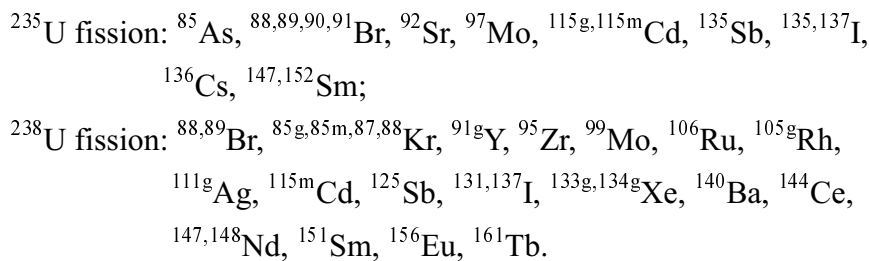 ²³⁵U fission: ⁸⁵As, ⁸⁸,⁸⁹,⁹⁰,⁹¹Br, ⁹²Sr, ⁹⁷Mo, ¹¹⁵ᵍ,¹¹⁵ᵐCd, ¹³⁵Sb, ¹³⁵,¹³⁷I,
¹³⁶Cs, ¹⁴⁷,¹⁵²Sm;
²³⁸U fission: ⁸⁸,⁸⁹Br, ⁸⁵ᵍ,⁸⁵ᵐ,⁸⁷,⁸⁸Kr, ⁹¹ᵍY, ⁹⁵Zr, ⁹⁹Mo, ¹⁰⁶Ru, ¹⁰⁵ᵍRh,
¹¹¹ᵍAg, ¹¹⁵ᵐCd, ¹²⁵Sb, ¹³¹,¹³⁷I, ¹³³ᵍ,¹³⁴ᵍXe, ¹⁴⁰Ba, ¹⁴⁴Ce,
¹⁴⁷,¹⁴⁸Nd, ¹⁵¹Sm, ¹⁵⁶Eu, ¹⁶¹Tb.